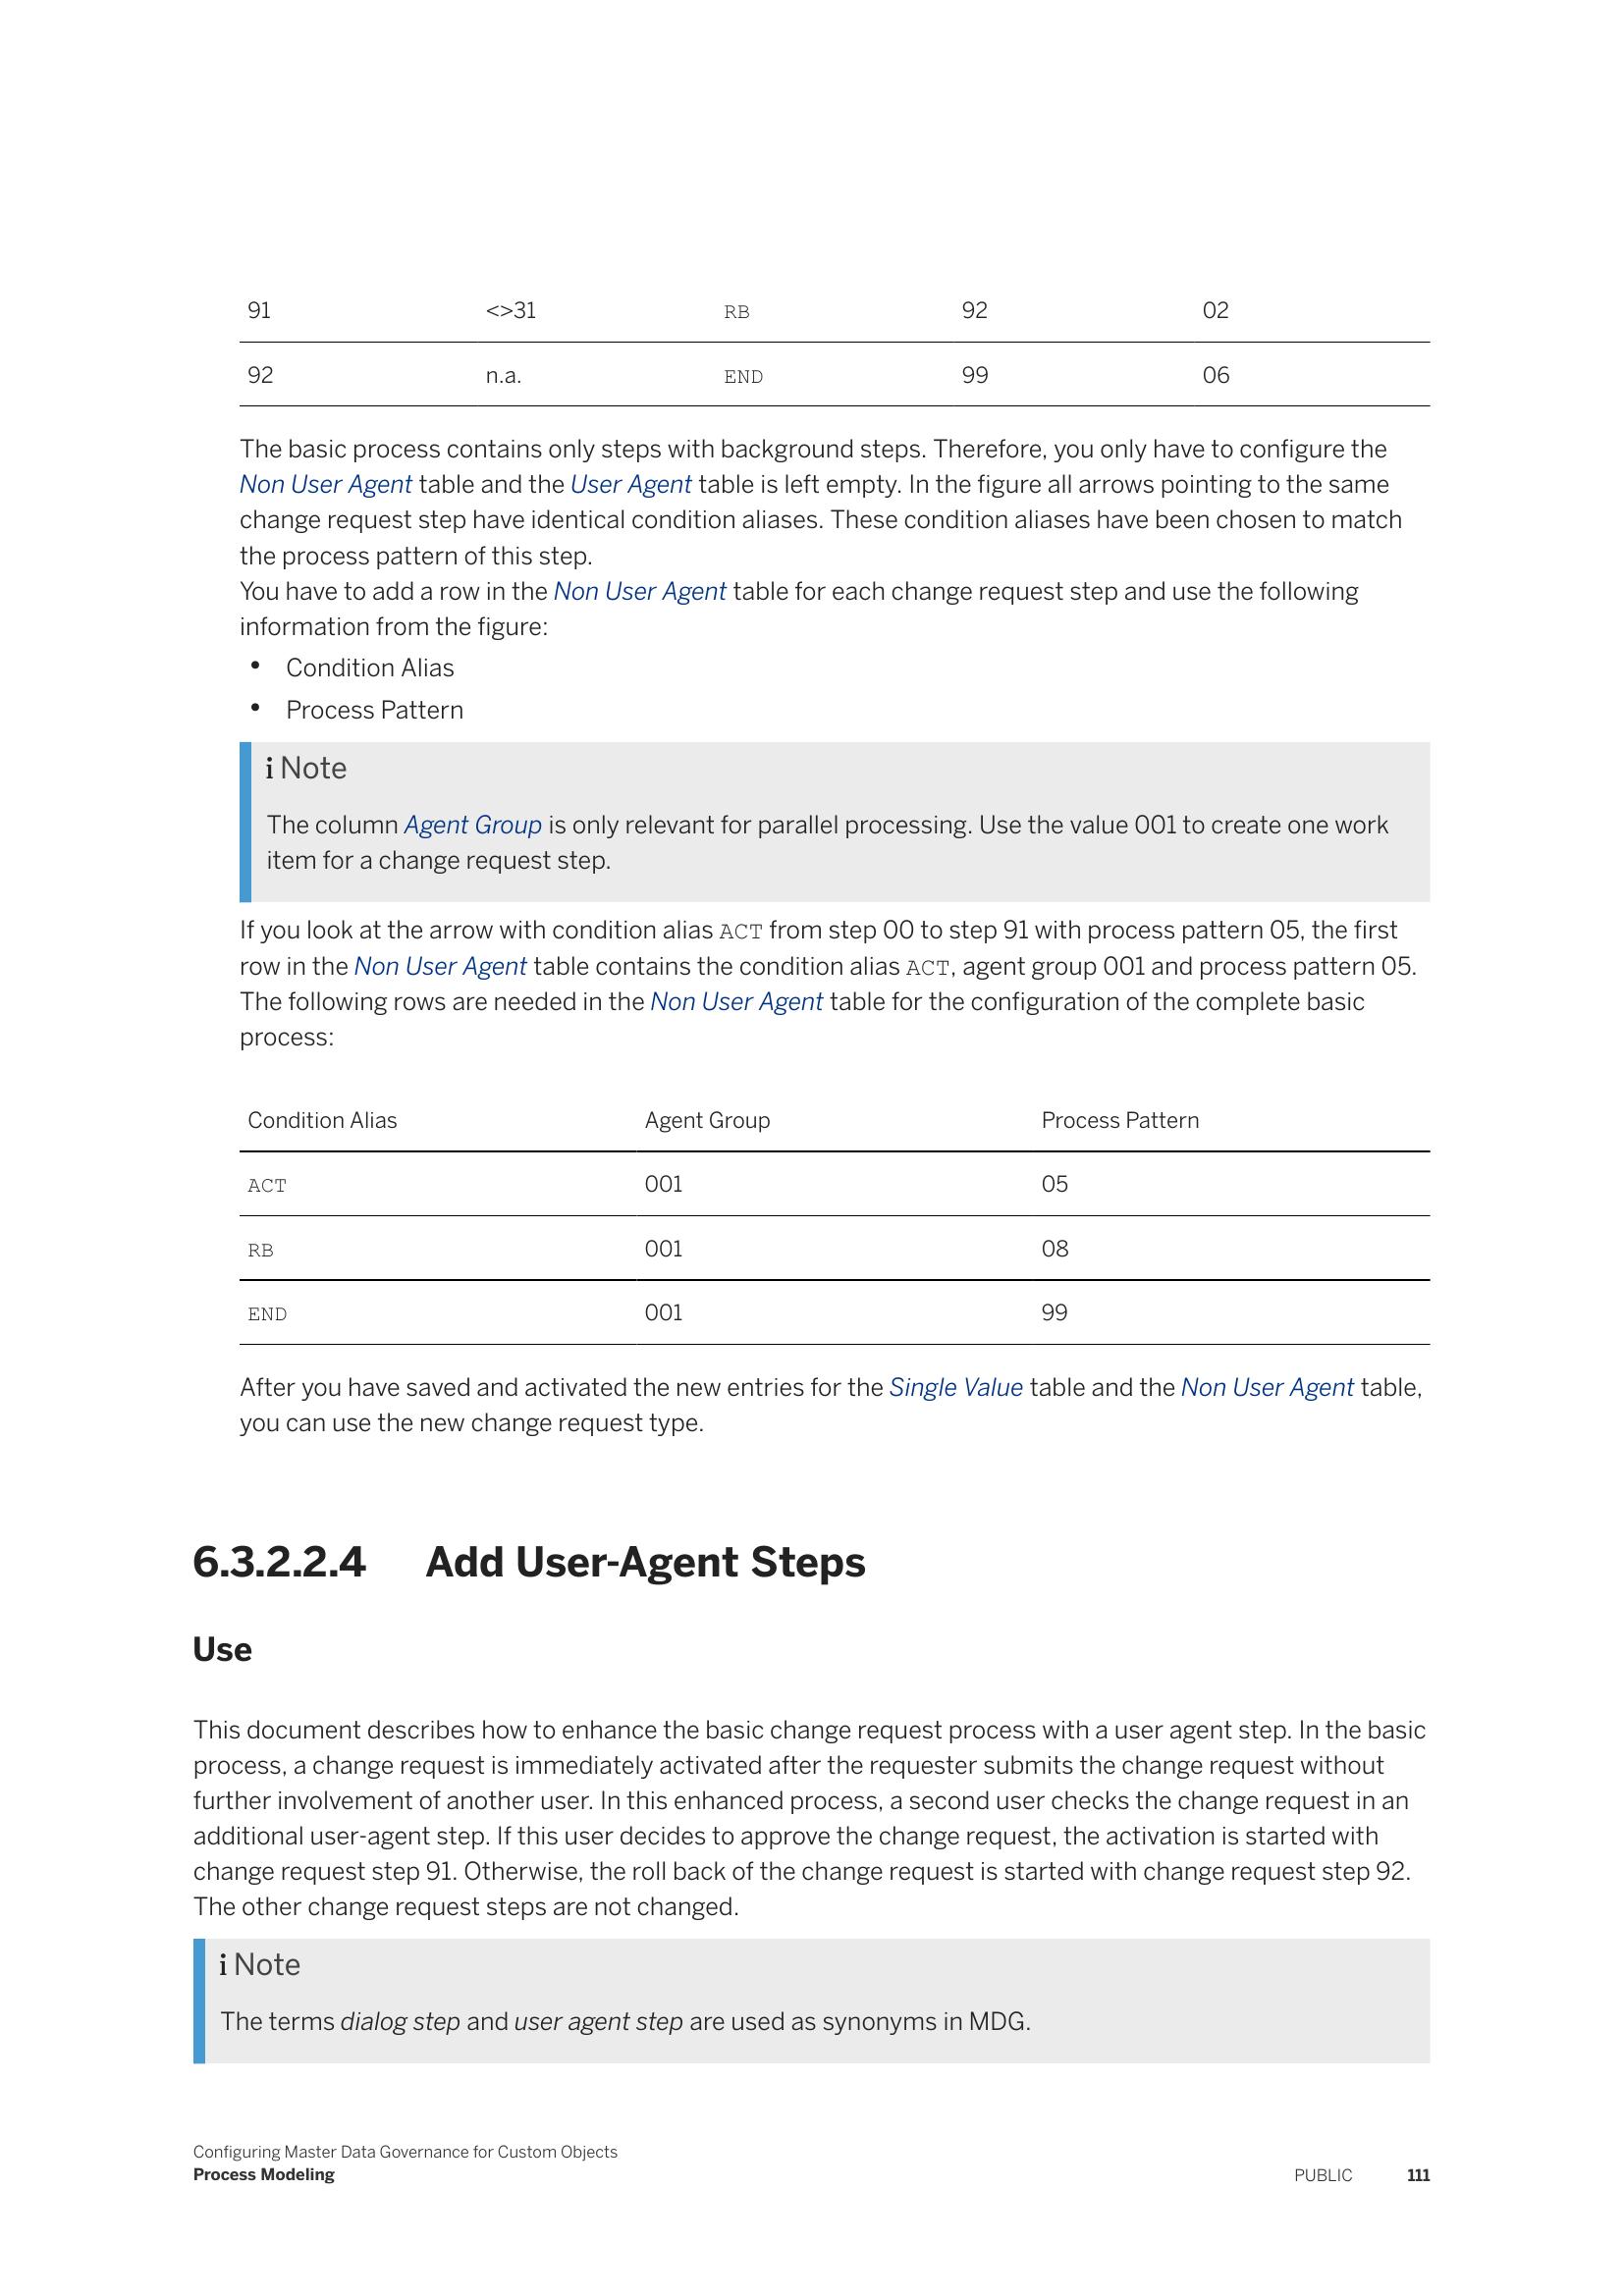 91 <>31 RB 92 02
92 n.a. END 99 06
The basic process contains only steps with background steps. Therefore, you only have to configure the
Non User Agent table and the User Agent table is left empty. In the figure all arrows pointing to the same
change request step have identical condition aliases. These condition aliases have been chosen to match
the process pattern of this step.
You have to add a row in the Non User Agent table for each change request step and use the following
information from the figure:
• Condition Alias
• Process Pattern
i Note
The column Agent Group is only relevant for parallel processing. Use the value 001 to create one work
item for a change request step.
If you look at the arrow with condition alias ACT from step 00 to step 91 with process pattern 05, the first
row in the Non User Agent table contains the condition alias ACT, agent group 001 and process pattern 05.
The following rows are needed in the Non User Agent table for the configuration of the complete basic
process:
Condition Alias Agent Group Process Pattern
ACT 001 05
RB 001 08
END 001 99
After you have saved and activated the new entries for the Single Value table and the Non User Agent table,
you can use the new change request type.
6.3.2.2.4 Add User-Agent Steps
Use
This document describes how to enhance the basic change request process with a user agent step. In the basic
process, a change request is immediately activated after the requester submits the change request without
further involvement of another user. In this enhanced process, a second user checks the change request in an
additional user-agent step. If this user decides to approve the change request, the activation is started with
change request step 91. Otherwise, the roll back of the change request is started with change request step 92.
The other change request steps are not changed.
i Note
The terms dialog step and user agent step are used as synonyms in MDG.
Configuring Master Data Governance for Custom Objects
Process Modeling PUBLIC 111